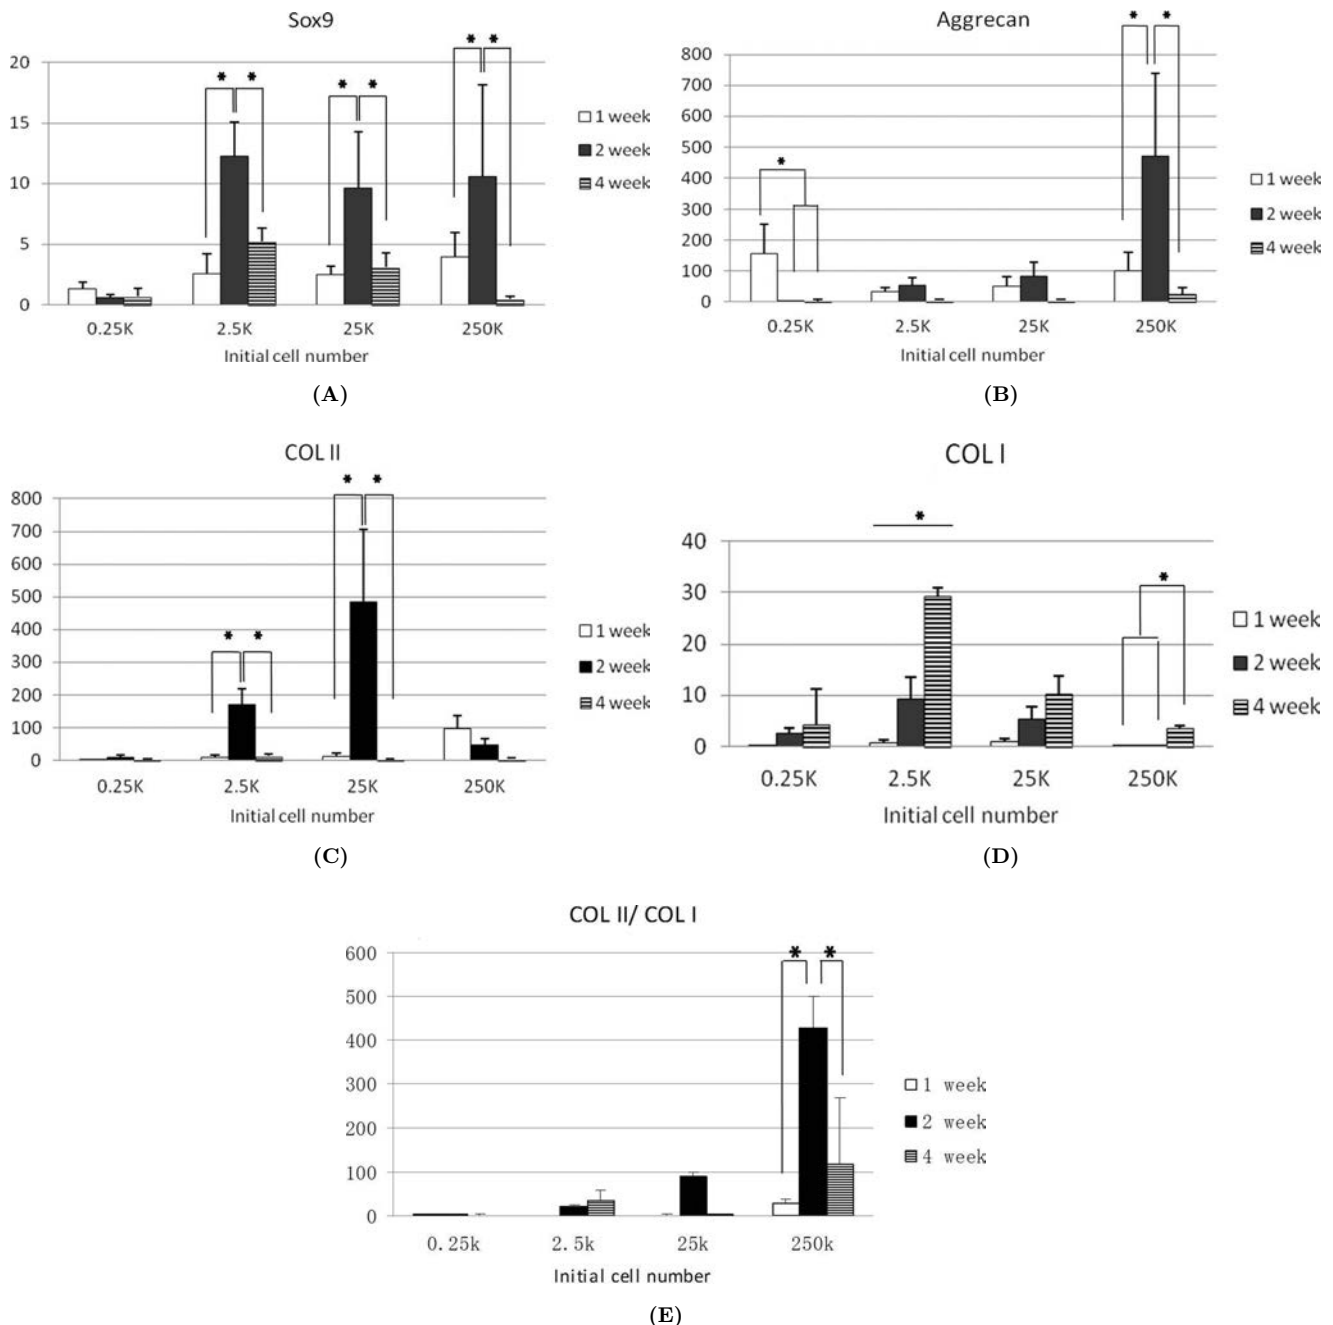 Sox9
*
*
*
*
*
*
20
15
10
5
0
0.25K 2.5K 25K 250K
Initial cell number
1 week
2 week
4 week
(A)
Aggrecan
*
*
*
800
700
600
500
400
300
200
100
0
0.25K 2.5K 25K 250K
Initial cell number
1 week
2 week
4 week
(B)
COL II
*
*
*
*
800
700
600
500
400
300
200
100
0
0.25K 2.5K 25K 250K
Initial cell number
1 week
2 week
4 week
(C)
COL I
*
*
40
30
20
10
0
0.25K 2.5K 25K 250K
Initial cell number
1 week
2 week
4 week
(D)
COL II/ COL I
*
*
600
500
400
300
200
100
0
0.25k 2.5k 25k 250k
Initial cell number
1 week
2 week
4 week
(E)